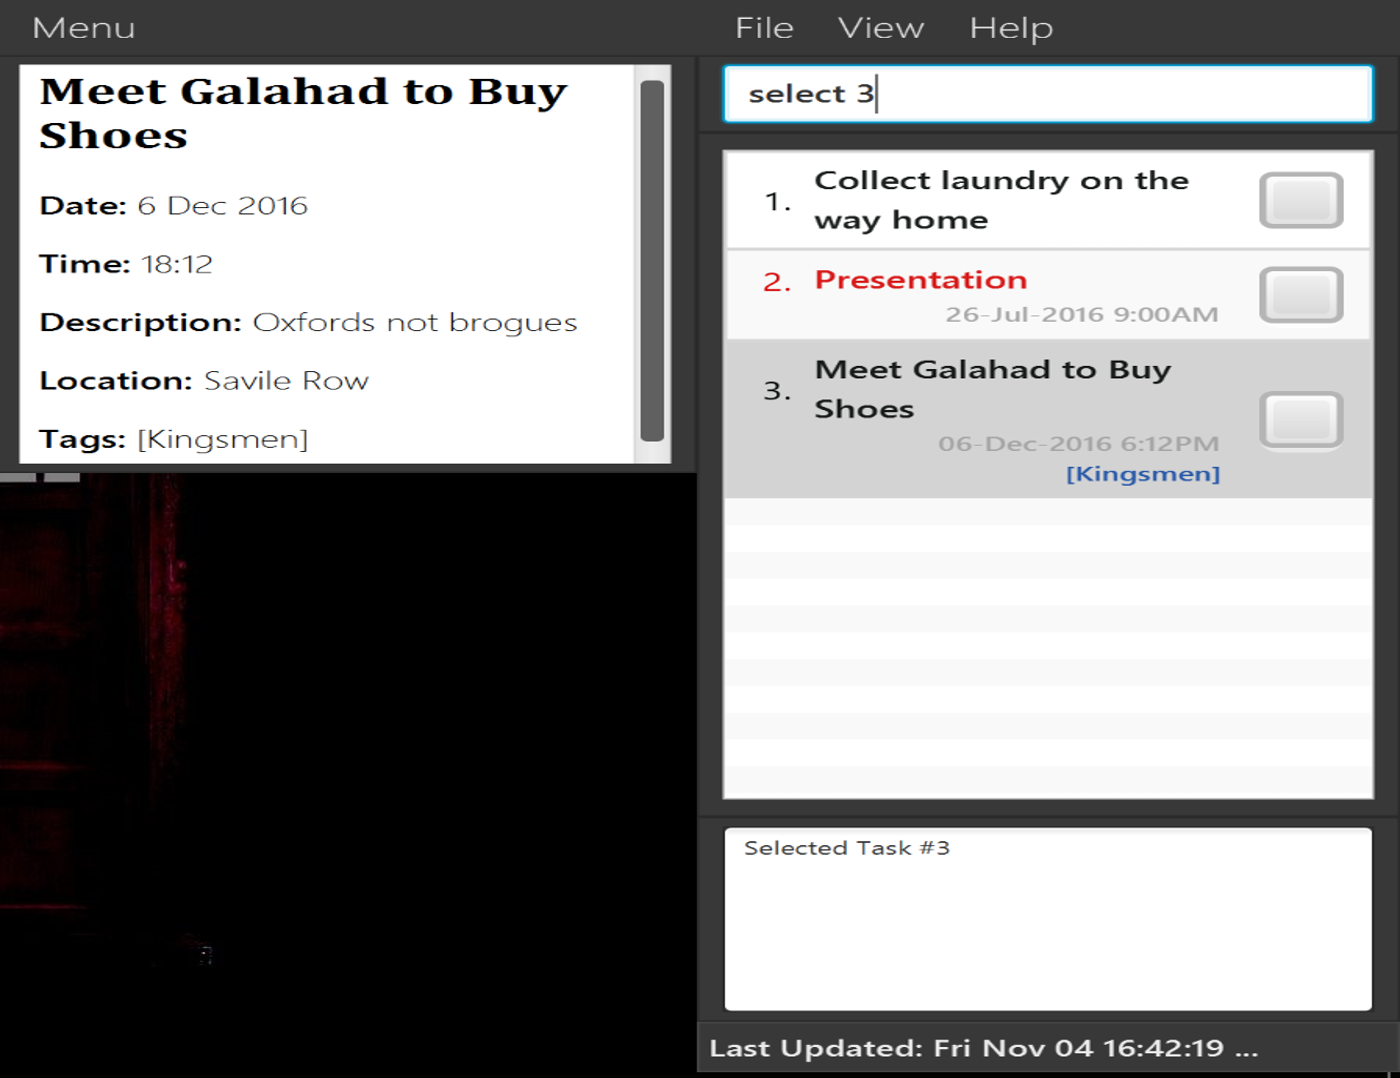 Menu
Meet Galahad to Buy
Shoes
Date: 6 Dec 2016
Time: 18:12
Description: Oxfords not brogues
Location: Savile Row
Tags: [Kingsmen]
File View Help
select 3
1. Collect laundry on the
way home
2. Presentation
26-Jul-2016 9:00AM
3. Meet Galahad to Buy
Shoes
06-Dec-2016 6:12PM
[Kingsmen]
Selected Task #3
Last Updated: Fri Nov 04 16:42:19 ...